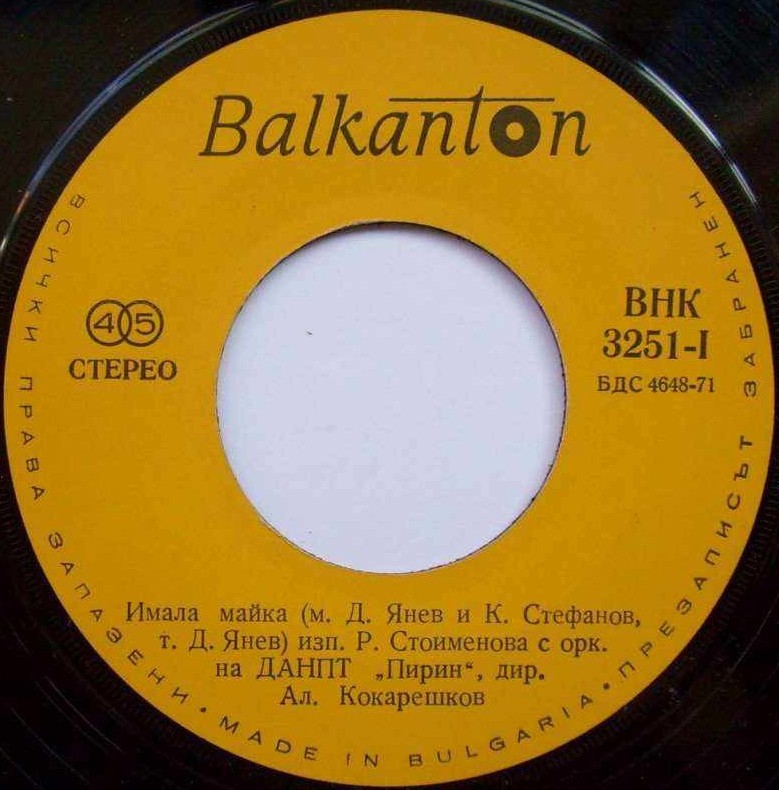 Balkanton
45
СТЕРЕО
ВНК
3251-I
БДС 4648-71
Имала майка (м. Д. Янев и К. Стефанов,
т. Д. Янев) изп. Р. Стоименова с орк.
на ДАНПТ „Пирин“, дир.
Ал. Кокарешков
ВСИЧКИ ПРАВА ЗАПАЗЕНИ • MADE IN BULGARIA • ПРЕЗАПИСЪТ ЗАБРАНЕН